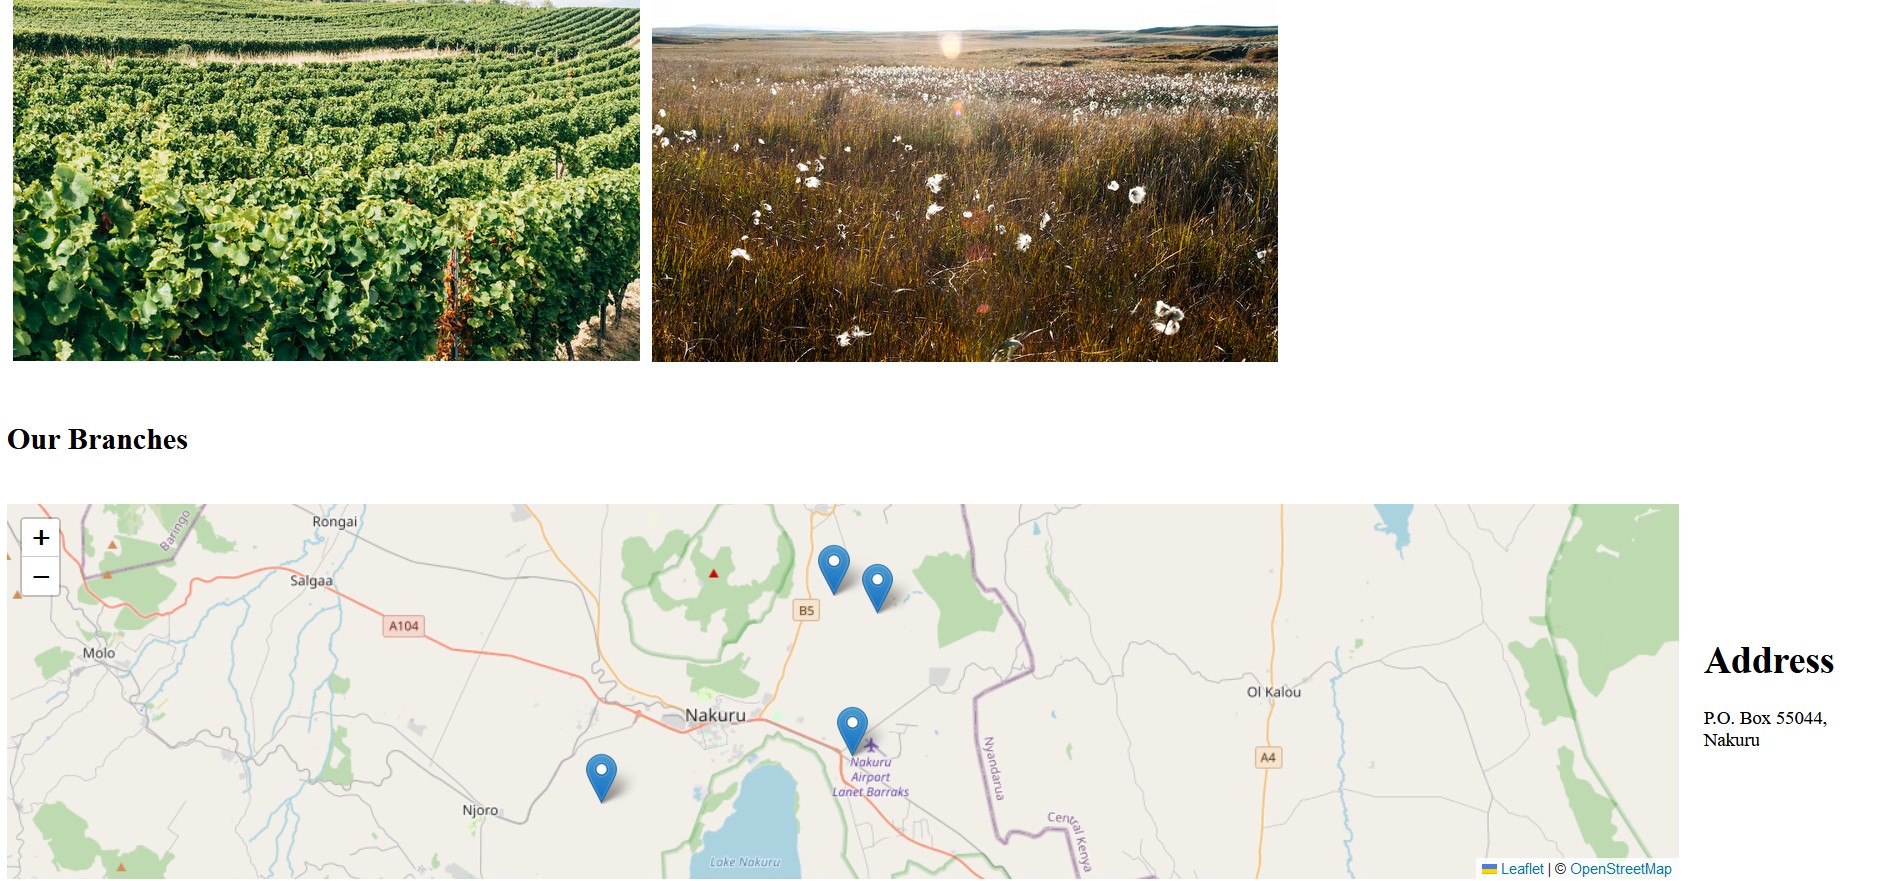 Our Branches
+
−
Baringo
Rongai
Salgaa
A104
B5
Molo
Nakuru
Ol Kalou
A4
Nyandarua
Nakuru
Airport
Lanet Barraks
Njoro
Central Kenya
Lake Nakuru
Leaflet | © OpenStreetMap
Address
P.O. Box 55044,
Nakuru